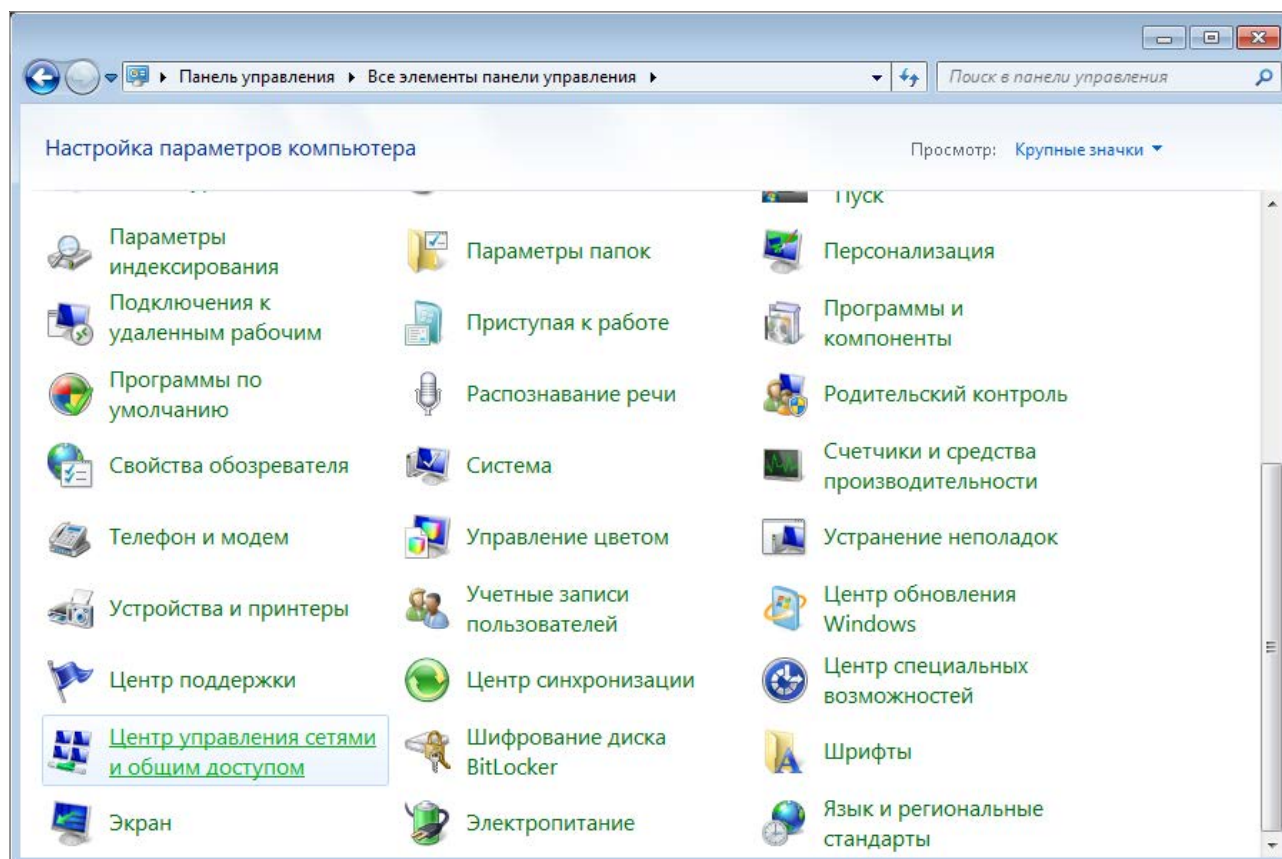 Панель управления ▸ Все элементы панели управления ▸
Поиск в панели управления
Настройка параметров компьютера
Просмотр: Крупные значки
Пуск
Параметры
индексирования
Параметры папок
Персонализация
Подключения к
удаленным рабочим
Приступая к работе
Программы и
компоненты
Программы по
умолчанию
Распознавание речи
Родительский контроль
Свойства обозревателя
Система
Счетчики и средства
производительности
Телефон и модем
Управление цветом
Устранение неполадок
Устройства и принтеры
Учетные записи
пользователей
Центр обновления
Windows
Центр поддержки
Центр синхронизации
Центр специальных
возможностей
Центр управления сетями
и общим доступом
Шифрование диска
BitLocker
Шрифты
Экран
Электропитание
Язык и региональные
стандарты